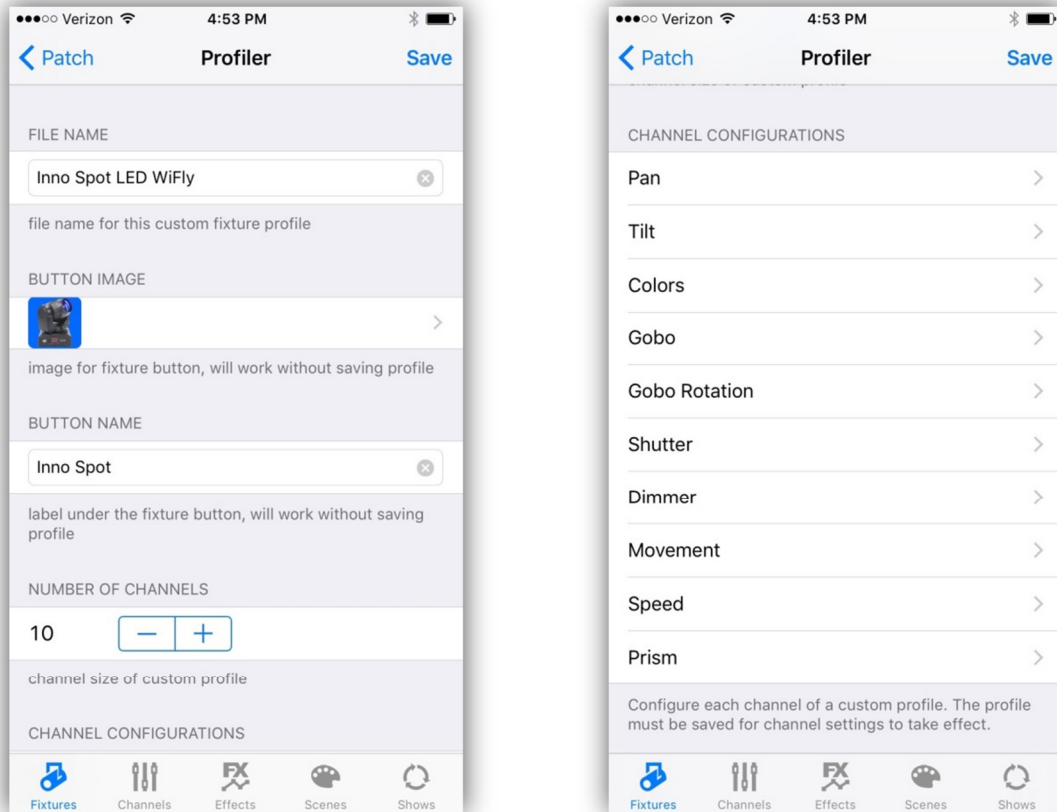 Verizon 4:53 PM
Patch Profiler Save
FILE NAME
Inno Spot LED WiFly
file name for this custom fixture profile
BUTTON IMAGE
image for fixture button, will work without saving profile
BUTTON NAME
Inno Spot
label under the fixture button, will work without saving
profile
NUMBER OF CHANNELS
10 − +
channel size of custom profile
CHANNEL CONFIGURATIONS
FX
Fixtures Channels Effects Scenes Shows
Verizon 4:53 PM
Patch Profiler Save
CHANNEL CONFIGURATIONS
Pan
Tilt
Colors
Gobo
Gobo Rotation
Shutter
Dimmer
Movement
Speed
Prism
Configure each channel of a custom profile. The profile
must be saved for channel settings to take effect.
FX
Fixtures Channels Effects Scenes Shows